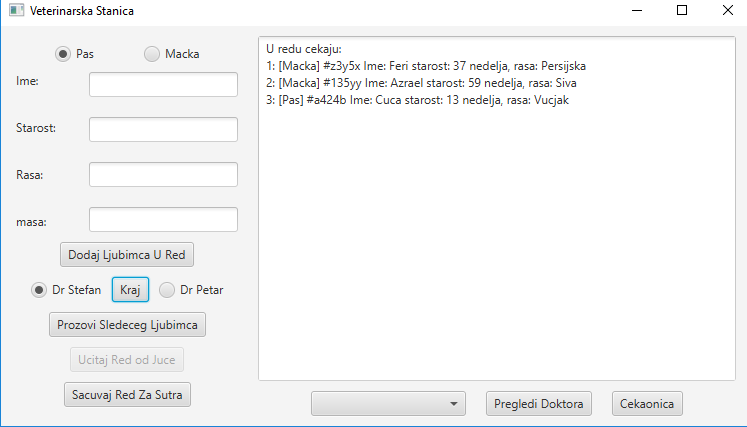 Veterinarska Stanica
Pas
Macka
Ime:
Starost:
Rasa:
masa:
Dodaj Ljubimca U Red
Dr Stefan
Kraj
Dr Petar
Prozovi Sledeceg Ljubimca
Ucitaj Red od Juce
Sacuvaj Red Za Sutra
U redu cekaju:
1: [Macka] #z3y5x Ime: Feri starost: 37 nedelja, rasa: Persijska
2: [Macka] #135yy Ime: Azrael starost: 59 nedelja, rasa: Siva
3: [Pas] #a424b Ime: Cuca starost: 13 nedelja, rasa: Vucjak
Pregledi Doktora
Cekaonica